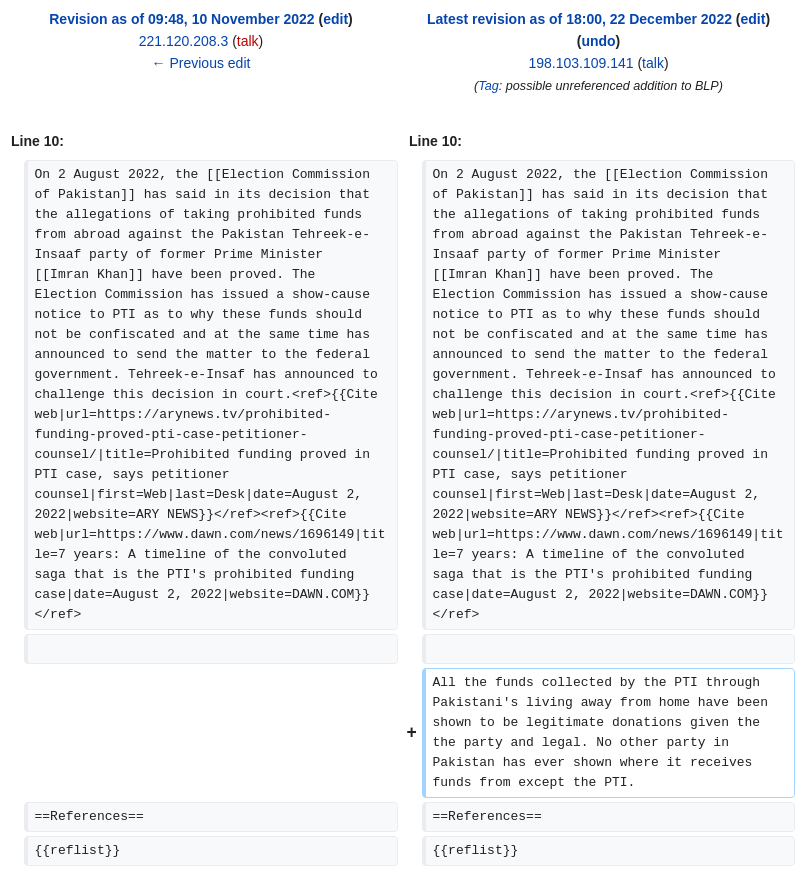 Revision as of 09:48, 10 November 2022 (edit)
221.120.208.3 (talk)
← Previous edit
Latest revision as of 18:00, 22 December 2022 (edit)
(undo)
198.103.109.141 (talk)
(Tag: possible unreferenced addition to BLP)
Line 10:
On 2 August 2022, the [[Election Commission
of Pakistan]] has said in its decision that
the allegations of taking prohibited funds
from abroad against the Pakistan Tehreek-e-
Insaaf party of former Prime Minister
[[Imran Khan]] have been proved. The
Election Commission has issued a show-cause
notice to PTI as to why these funds should
not be confiscated and at the same time has
announced to send the matter to the federal
government. Tehreek-e-Insaf has announced to
challenge this decision in court.<ref>{{Cite
web|url=https://arynews.tv/prohibited-
funding-proved-pti-case-petitioner-
counsel/|title=Prohibited funding proved in
PTI case, says petitioner
counsel|first=Web|last=Desk|date=August 2,
2022|website=ARY NEWS}}</ref><ref>{{Cite
web|url=https://www.dawn.com/news/1696149|tit
le=7 years: A timeline of the convoluted
saga that is the PTI's prohibited funding
case|date=August 2, 2022|website=DAWN.COM}}
</ref>
Line 10:
On 2 August 2022, the [[Election Commission
of Pakistan]] has said in its decision that
the allegations of taking prohibited funds
from abroad against the Pakistan Tehreek-e-
Insaaf party of former Prime Minister
[[Imran Khan]] have been proved. The
Election Commission has issued a show-cause
notice to PTI as to why these funds should
not be confiscated and at the same time has
announced to send the matter to the federal
government. Tehreek-e-Insaf has announced to
challenge this decision in court.<ref>{{Cite
web|url=https://arynews.tv/prohibited-
funding-proved-pti-case-petitioner-
counsel/|title=Prohibited funding proved in
PTI case, says petitioner
counsel|first=Web|last=Desk|date=August 2,
2022|website=ARY NEWS}}</ref><ref>{{Cite
web|url=https://www.dawn.com/news/1696149|tit
le=7 years: A timeline of the convoluted
saga that is the PTI's prohibited funding
case|date=August 2, 2022|website=DAWN.COM}}
</ref>
+
All the funds collected by the PTI through
Pakistani's living away from home have been
shown to be legitimate donations given the
the party and legal. No other party in
Pakistan has ever shown where it receives
funds from except the PTI.
==References==
==References==
{{reflist}}
{{reflist}}